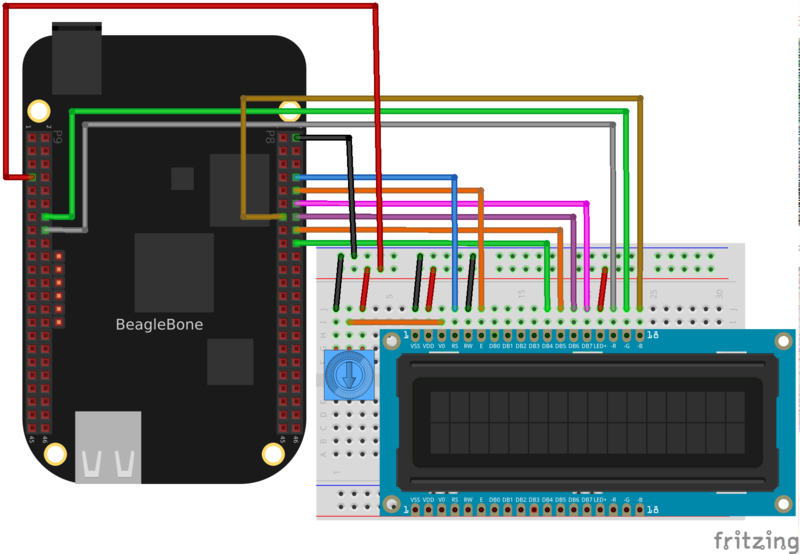 1 2
P9
P8
BeagleBone
45 46
45 46
5
15
25
30
1 18
VSS VDD V0 RS RW E DB0 DB1 DB2 DB3 DB4 DB5 DB6 DB7 LED+ -R -G -B
1
VSS VDD V0 RS RW E DB0 DB1 DB2 DB3 DB4 DB5 DB6 DB7 LED+ -R -G -B
1 18
fritzing